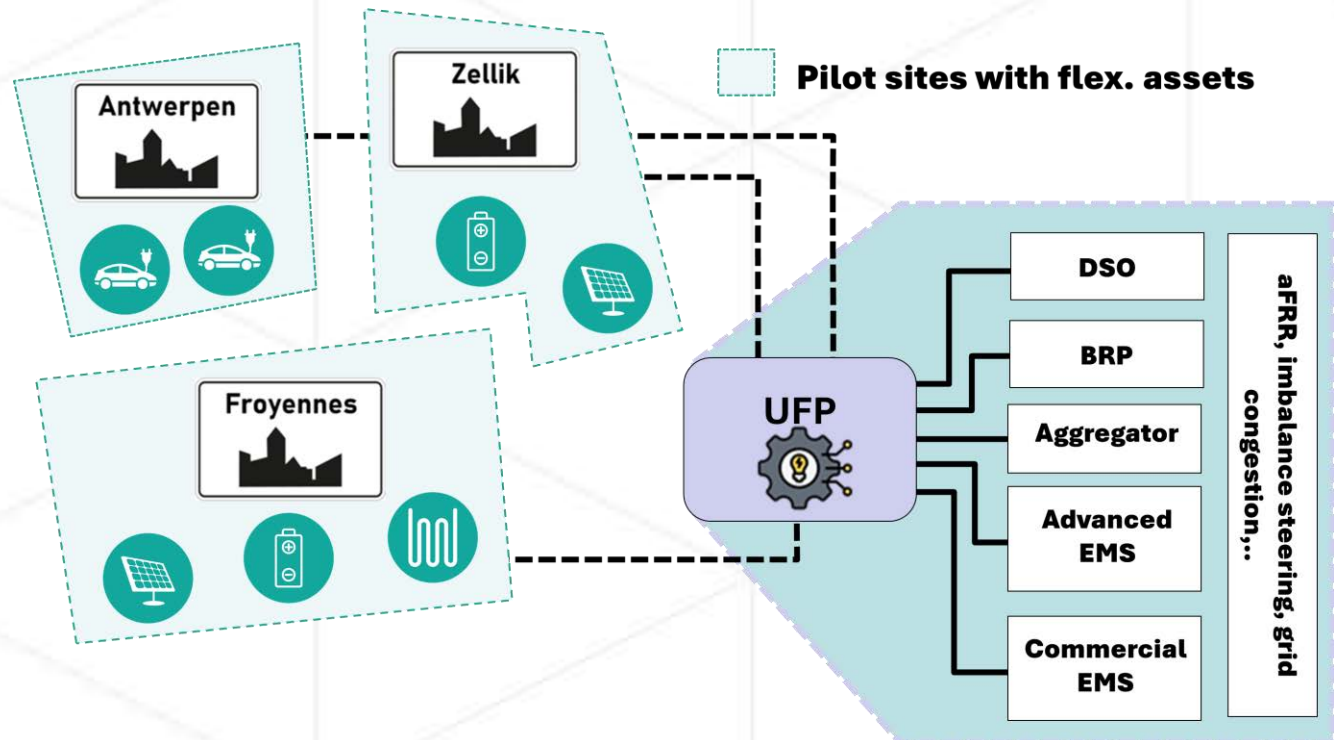 Antwerpen
Zellik
Pilot sites with flex. assets
Froyennes
UFP
DSO
BRP
Aggregator
Advanced
EMS
Commercial
EMS
aFRR, imbalance steering, grid
congestion,..